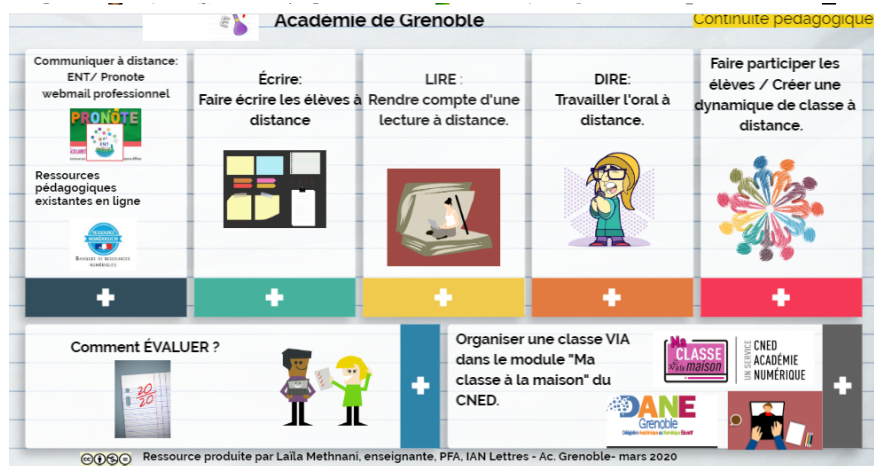 Académie de Grenoble
Continuité pédagogique
Communiquer à distance:
ENT/ Pronote
webmail professionnel
PRONOTE
ENT
Ressources
pédagogiques
existantes en ligne
BANQUES DE RESSOURCES
NUMÉRIQUES
Écrire:
Faire écrire les élèves à
distance
LIRE :
Rendre compte d'une
lecture à distance.
DIRE:
Travailler l'oral à
distance.
Faire participer les
élèves / Créer une
dynamique de classe à
distance.
Comment ÉVALUER ?
20
20
Organiser une classe VIA
dans le module "Ma
classe à la maison" du
CNED.
Ma
CLASSE
à la maison
UN SERVICE
CNED
ACADÉMIE
NUMÉRIQUE
DANE
Grenoble
Ressource produite par Laïla Methnani, enseignante, PFA, IAN Lettres - Ac. Grenoble- mars 2020